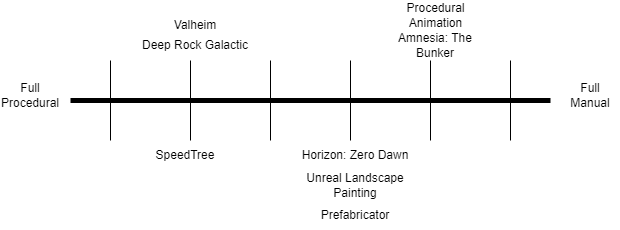 Procedural
Animation
Amnesia: The
Bunker
Valheim
Deep Rock Galactic
Full
Procedural
Full
Manual
SpeedTree
Horizon: Zero Dawn
Unreal Landscape
Painting
Prefabricator